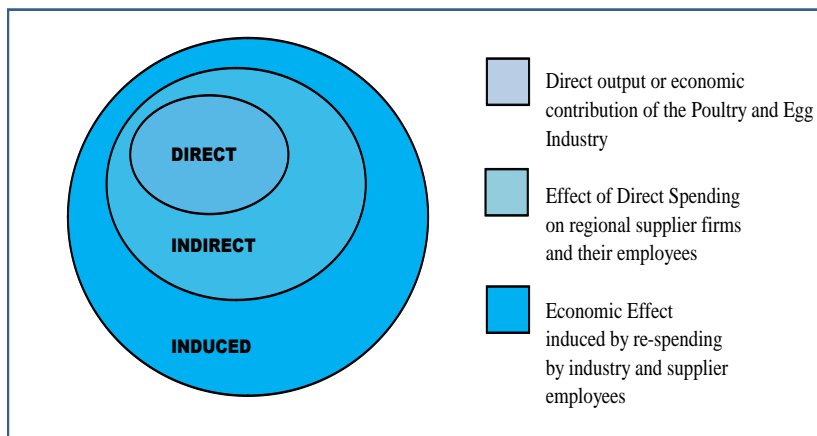 DIRECT
INDIRECT
INDUCED
Direct output or economic
contribution of the Poultry and Egg
Industry
Effect of Direct Spending
on regional supplier firms
and their employees
Economic Effect
induced by re-spending
by industry and supplier
employees